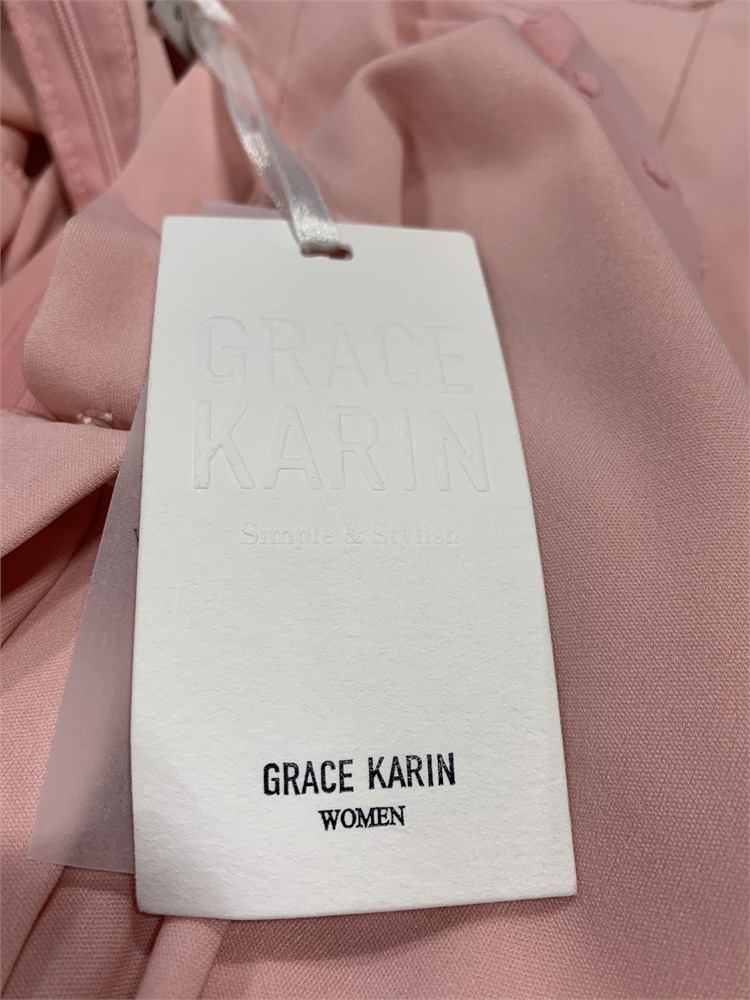 GRACE
KARIN
Simple & Stylish
GRACE KARIN
WOMEN